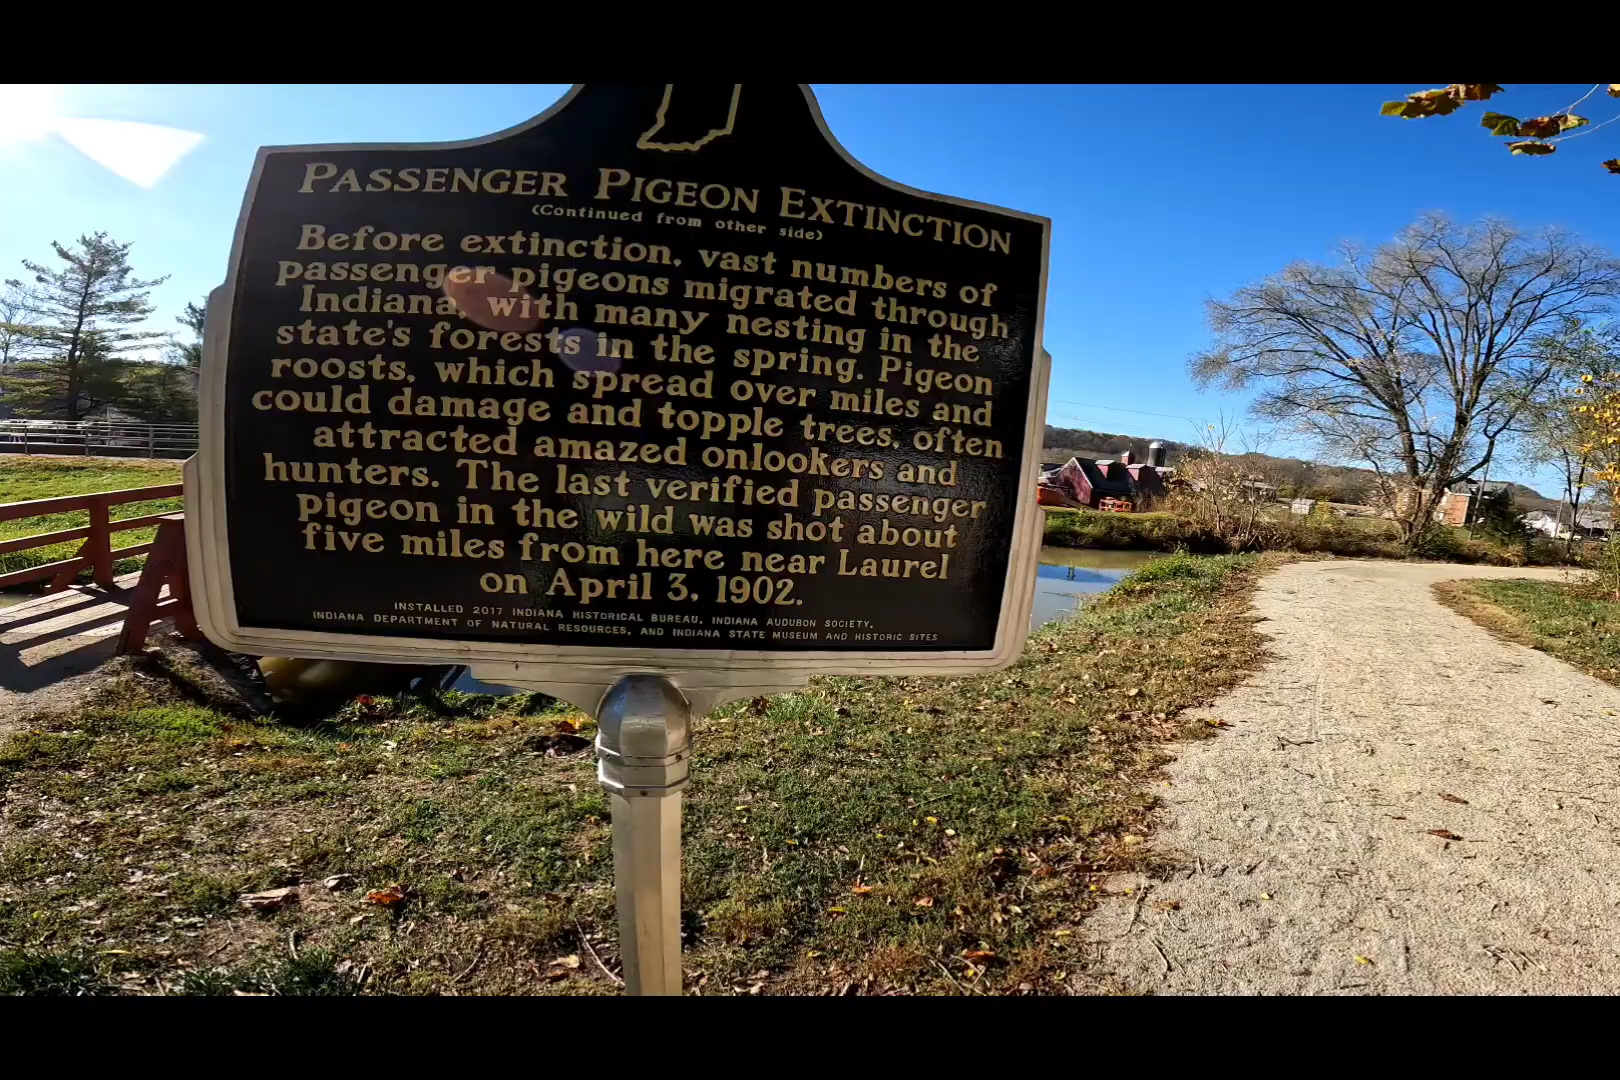 PASSENGER PIGEON EXTINCTION
(Continued from other side)
Before extinction, vast numbers of
passenger pigeons migrated through
Indiana, with many nesting in the
state's forests in the spring. Pigeon
roosts, which spread over miles and
could damage and topple trees, often
attracted amazed onlookers and
hunters. The last verified passenger
pigeon in the wild was shot about
five miles from here near Laurel
on April 3, 1902.
INSTALLED 2017 INDIANA HISTORICAL BUREAU, INDIANA AUDUBON SOCIETY,
INDIANA DEPARTMENT OF NATURAL RESOURCES, AND INDIANA STATE MUSEUM AND HISTORIC SITES